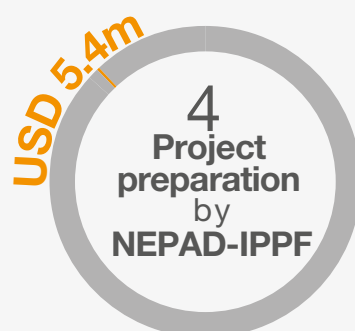 USD 5.4m
4
Project
preparation
by
NEPAD-IPPF